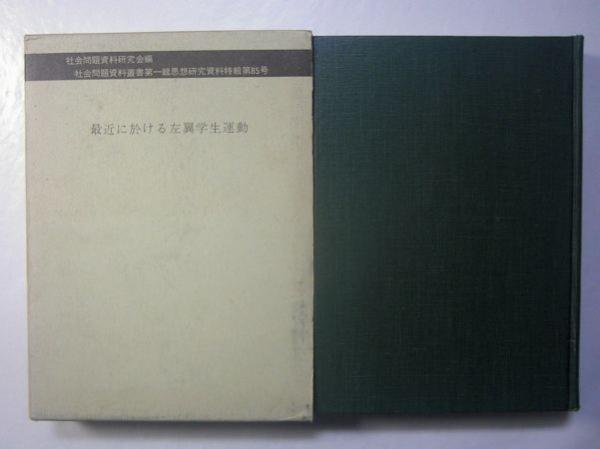 社会問題資料研究会編
社会問題資料叢書第一輯思想研究資料特輯第85号
最近に於ける左翼学生運動